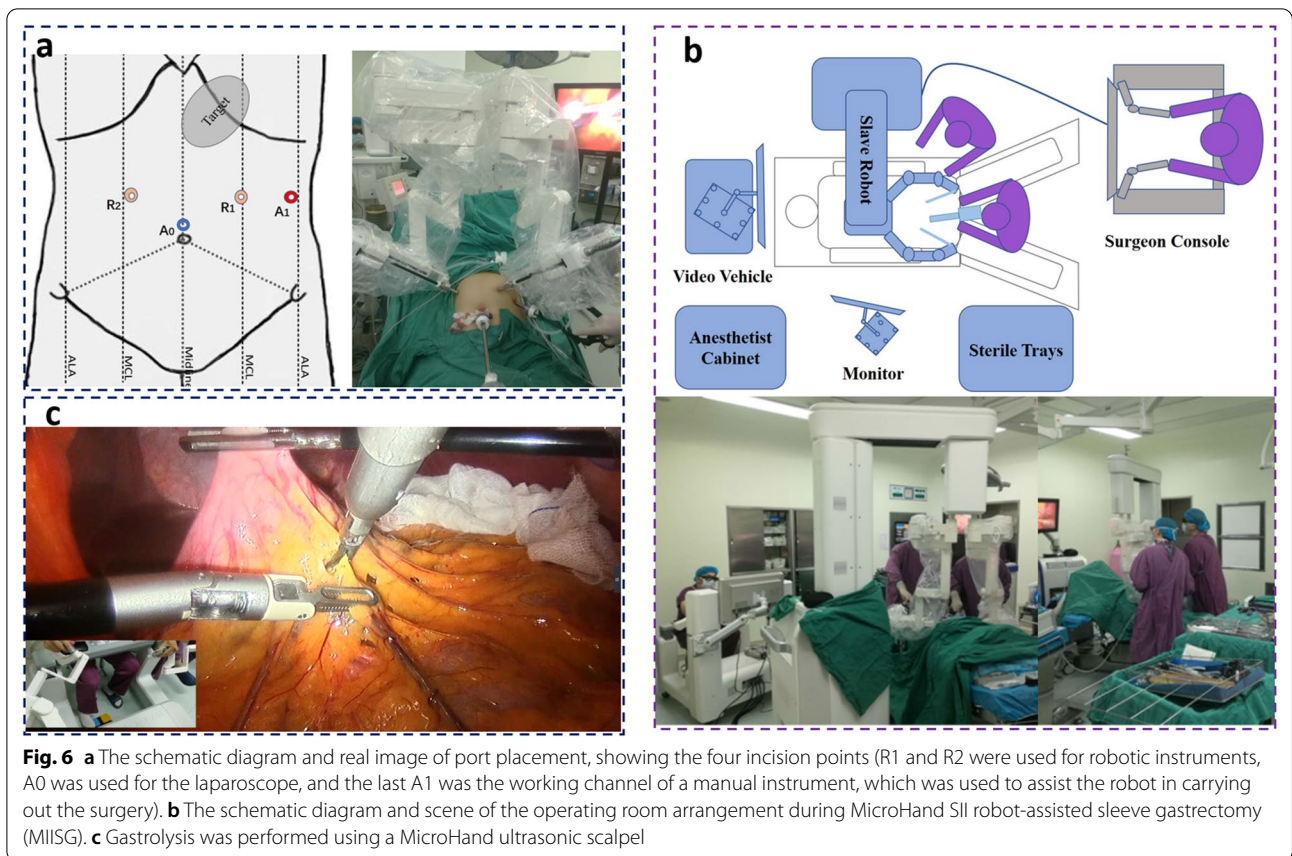 a
Target
R2
R1
A1
A0
ALA
MCL
Midline
MCL
ALA
b
Slave Robot
Video Vehicle
Surgeon Console
Anesthetist
Cabinet
Monitor
Sterile Trays
c
Fig. 6 a The schematic diagram and real image of port placement, showing the four incision points (R1 and R2 were used for robotic instruments,
A0 was used for the laparoscope, and the last A1 was the working channel of a manual instrument, which was used to assist the robot in carrying
out the surgery). b The schematic diagram and scene of the operating room arrangement during MicroHand SII robot-assisted sleeve gastrectomy
(MIISG). c Gastrolysis was performed using a MicroHand ultrasonic scalpel